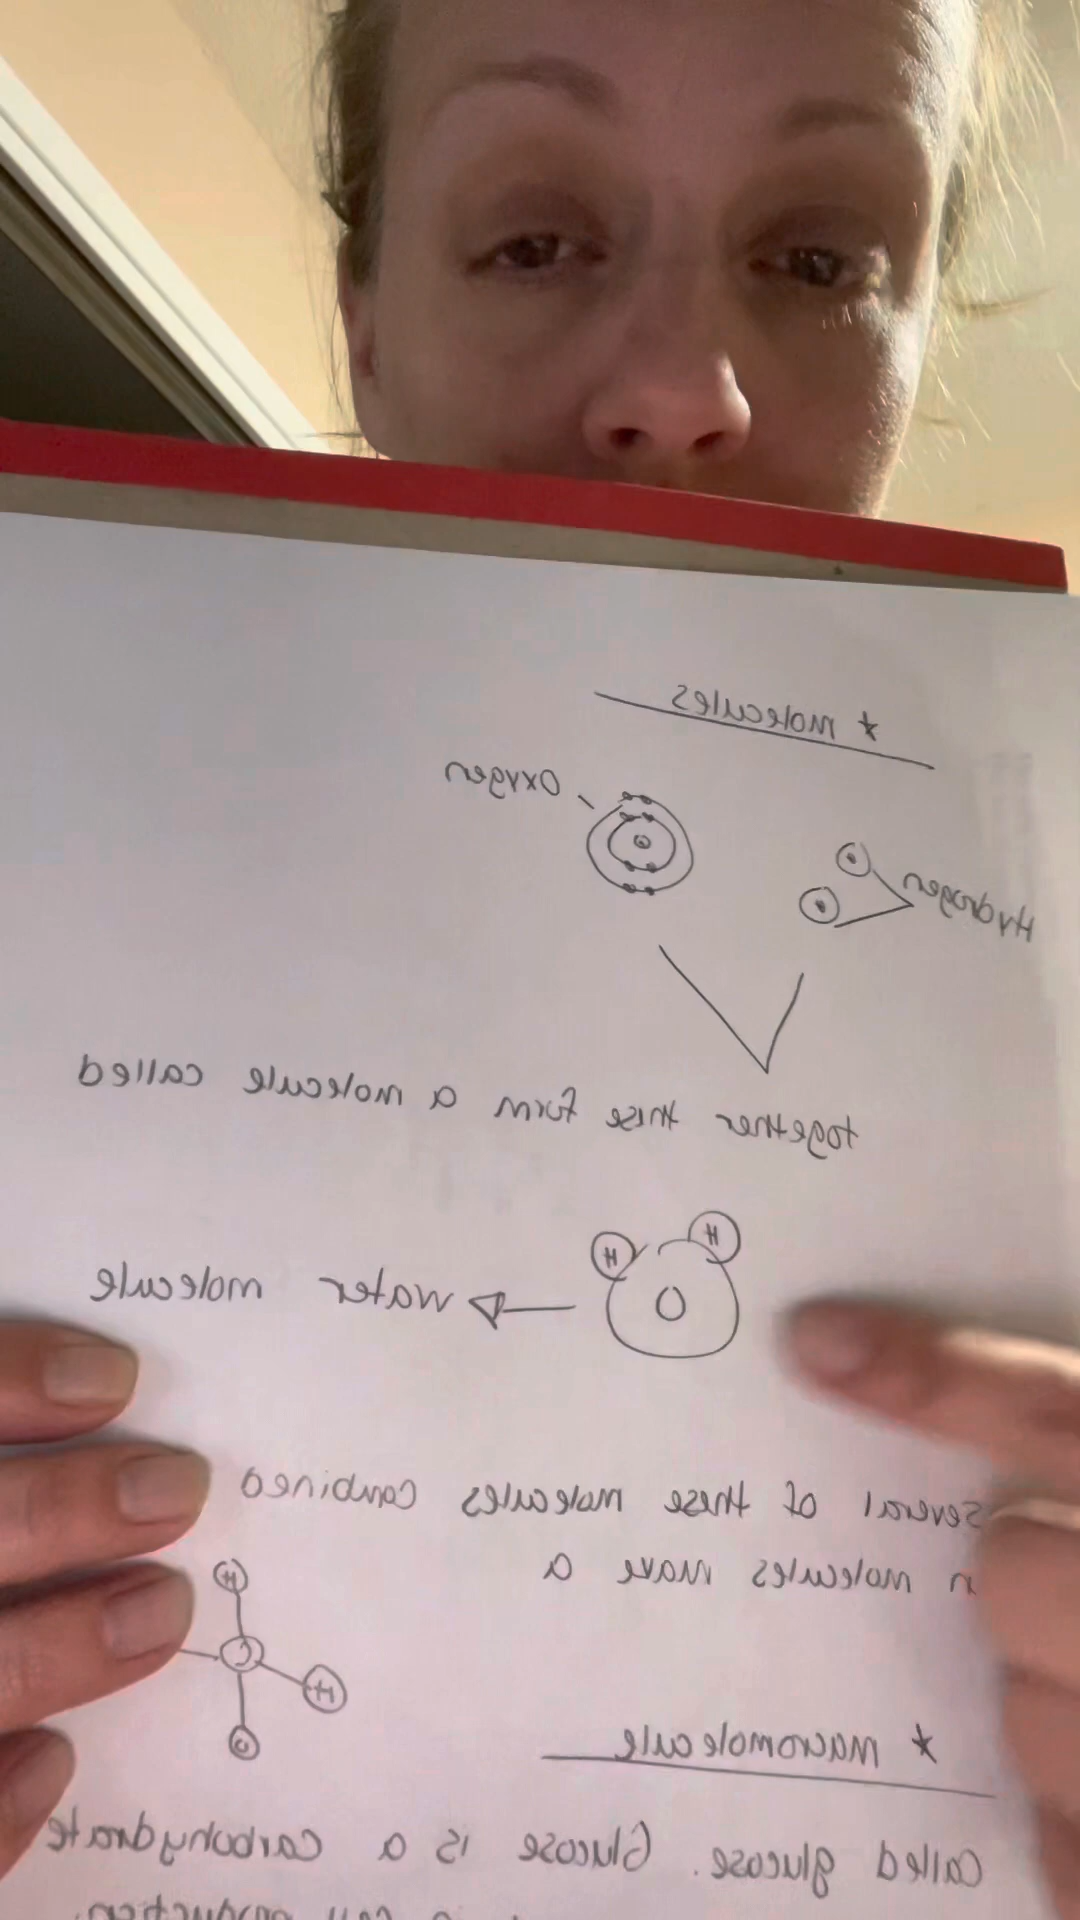 * molecules
Oxygen
Hydrogen
together these form a molecule called
H H
O
water molecule
Several of these molecules combined
n molecules make a
H
C H
O
* macromolecule
Called glucose. Glucose is a carbohydrate
production.